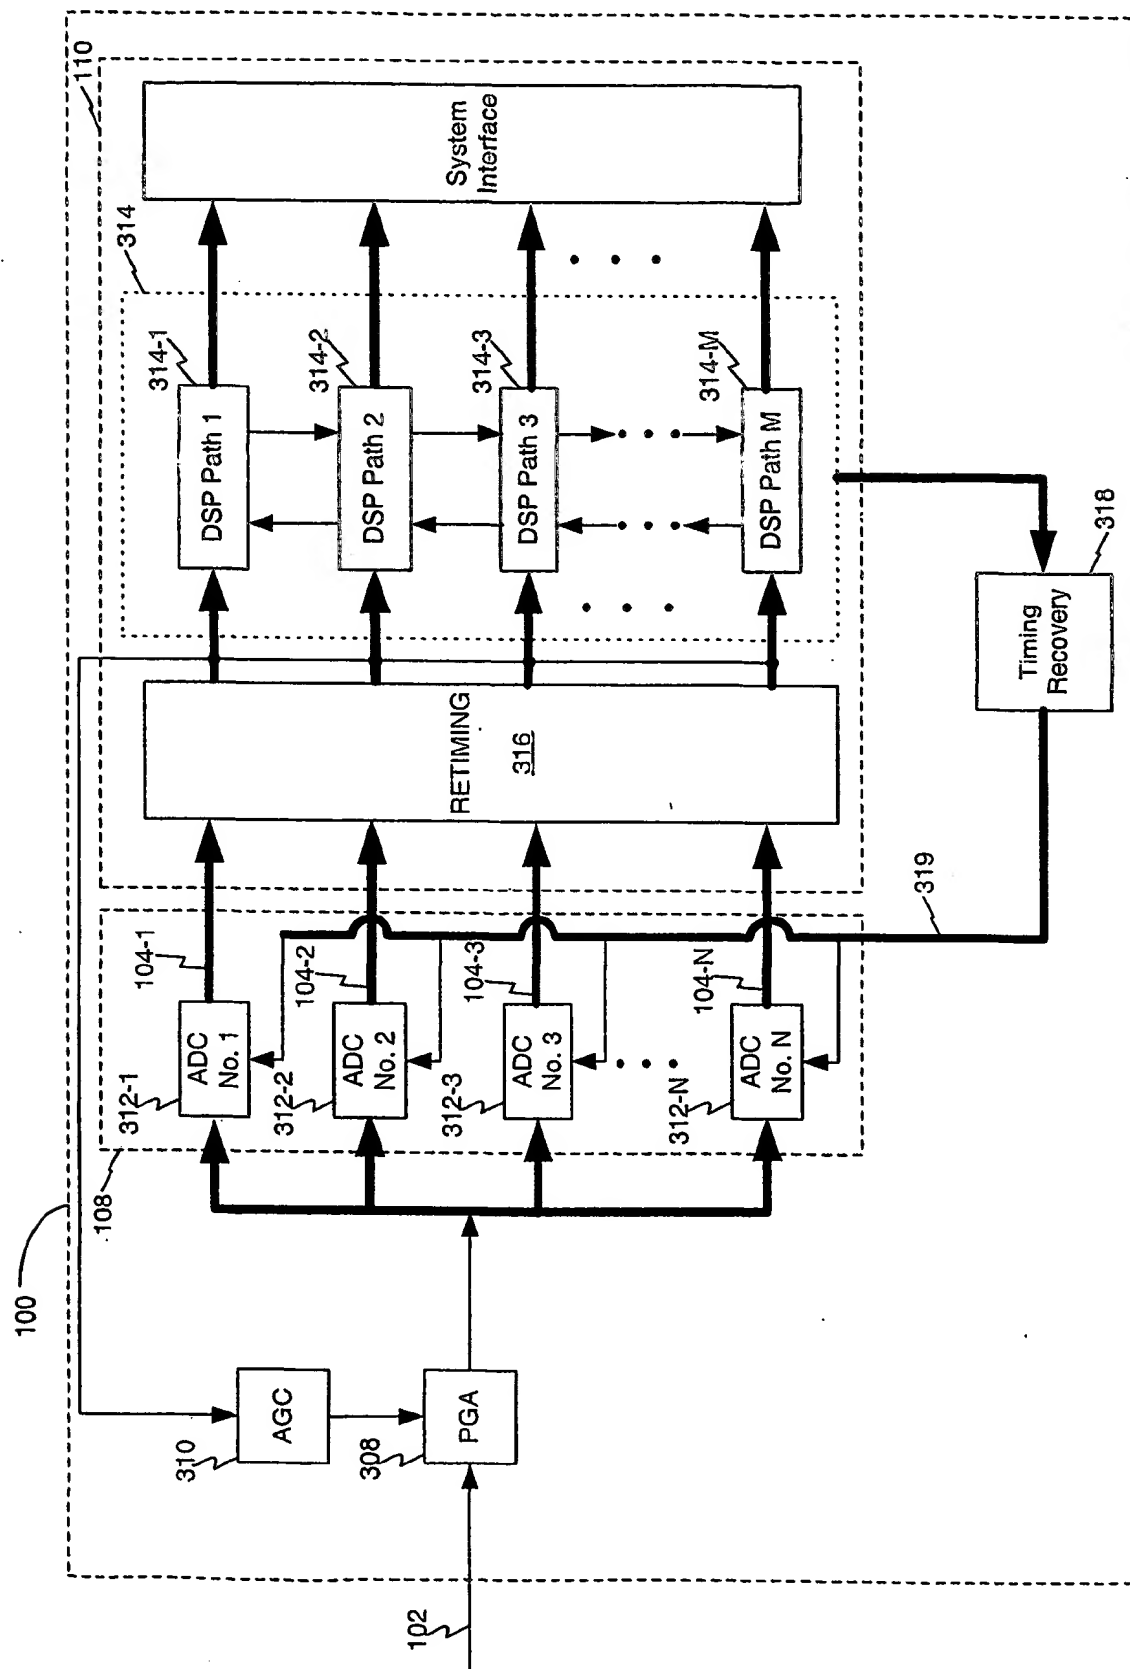 100
102
308
PGA
310
AGC
108
312-1
ADC
No. 1
104-1
312-2
ADC
No. 2
104-2
312-3
ADC
No. 3
104-3
312-N
ADC
No. N
104-N
319
RETIMING
316
110
314
314-1
DSP Path 1
314-2
DSP Path 2
314-3
DSP Path 3
314-M
DSP Path M
System
Interface
318
Timing
Recovery